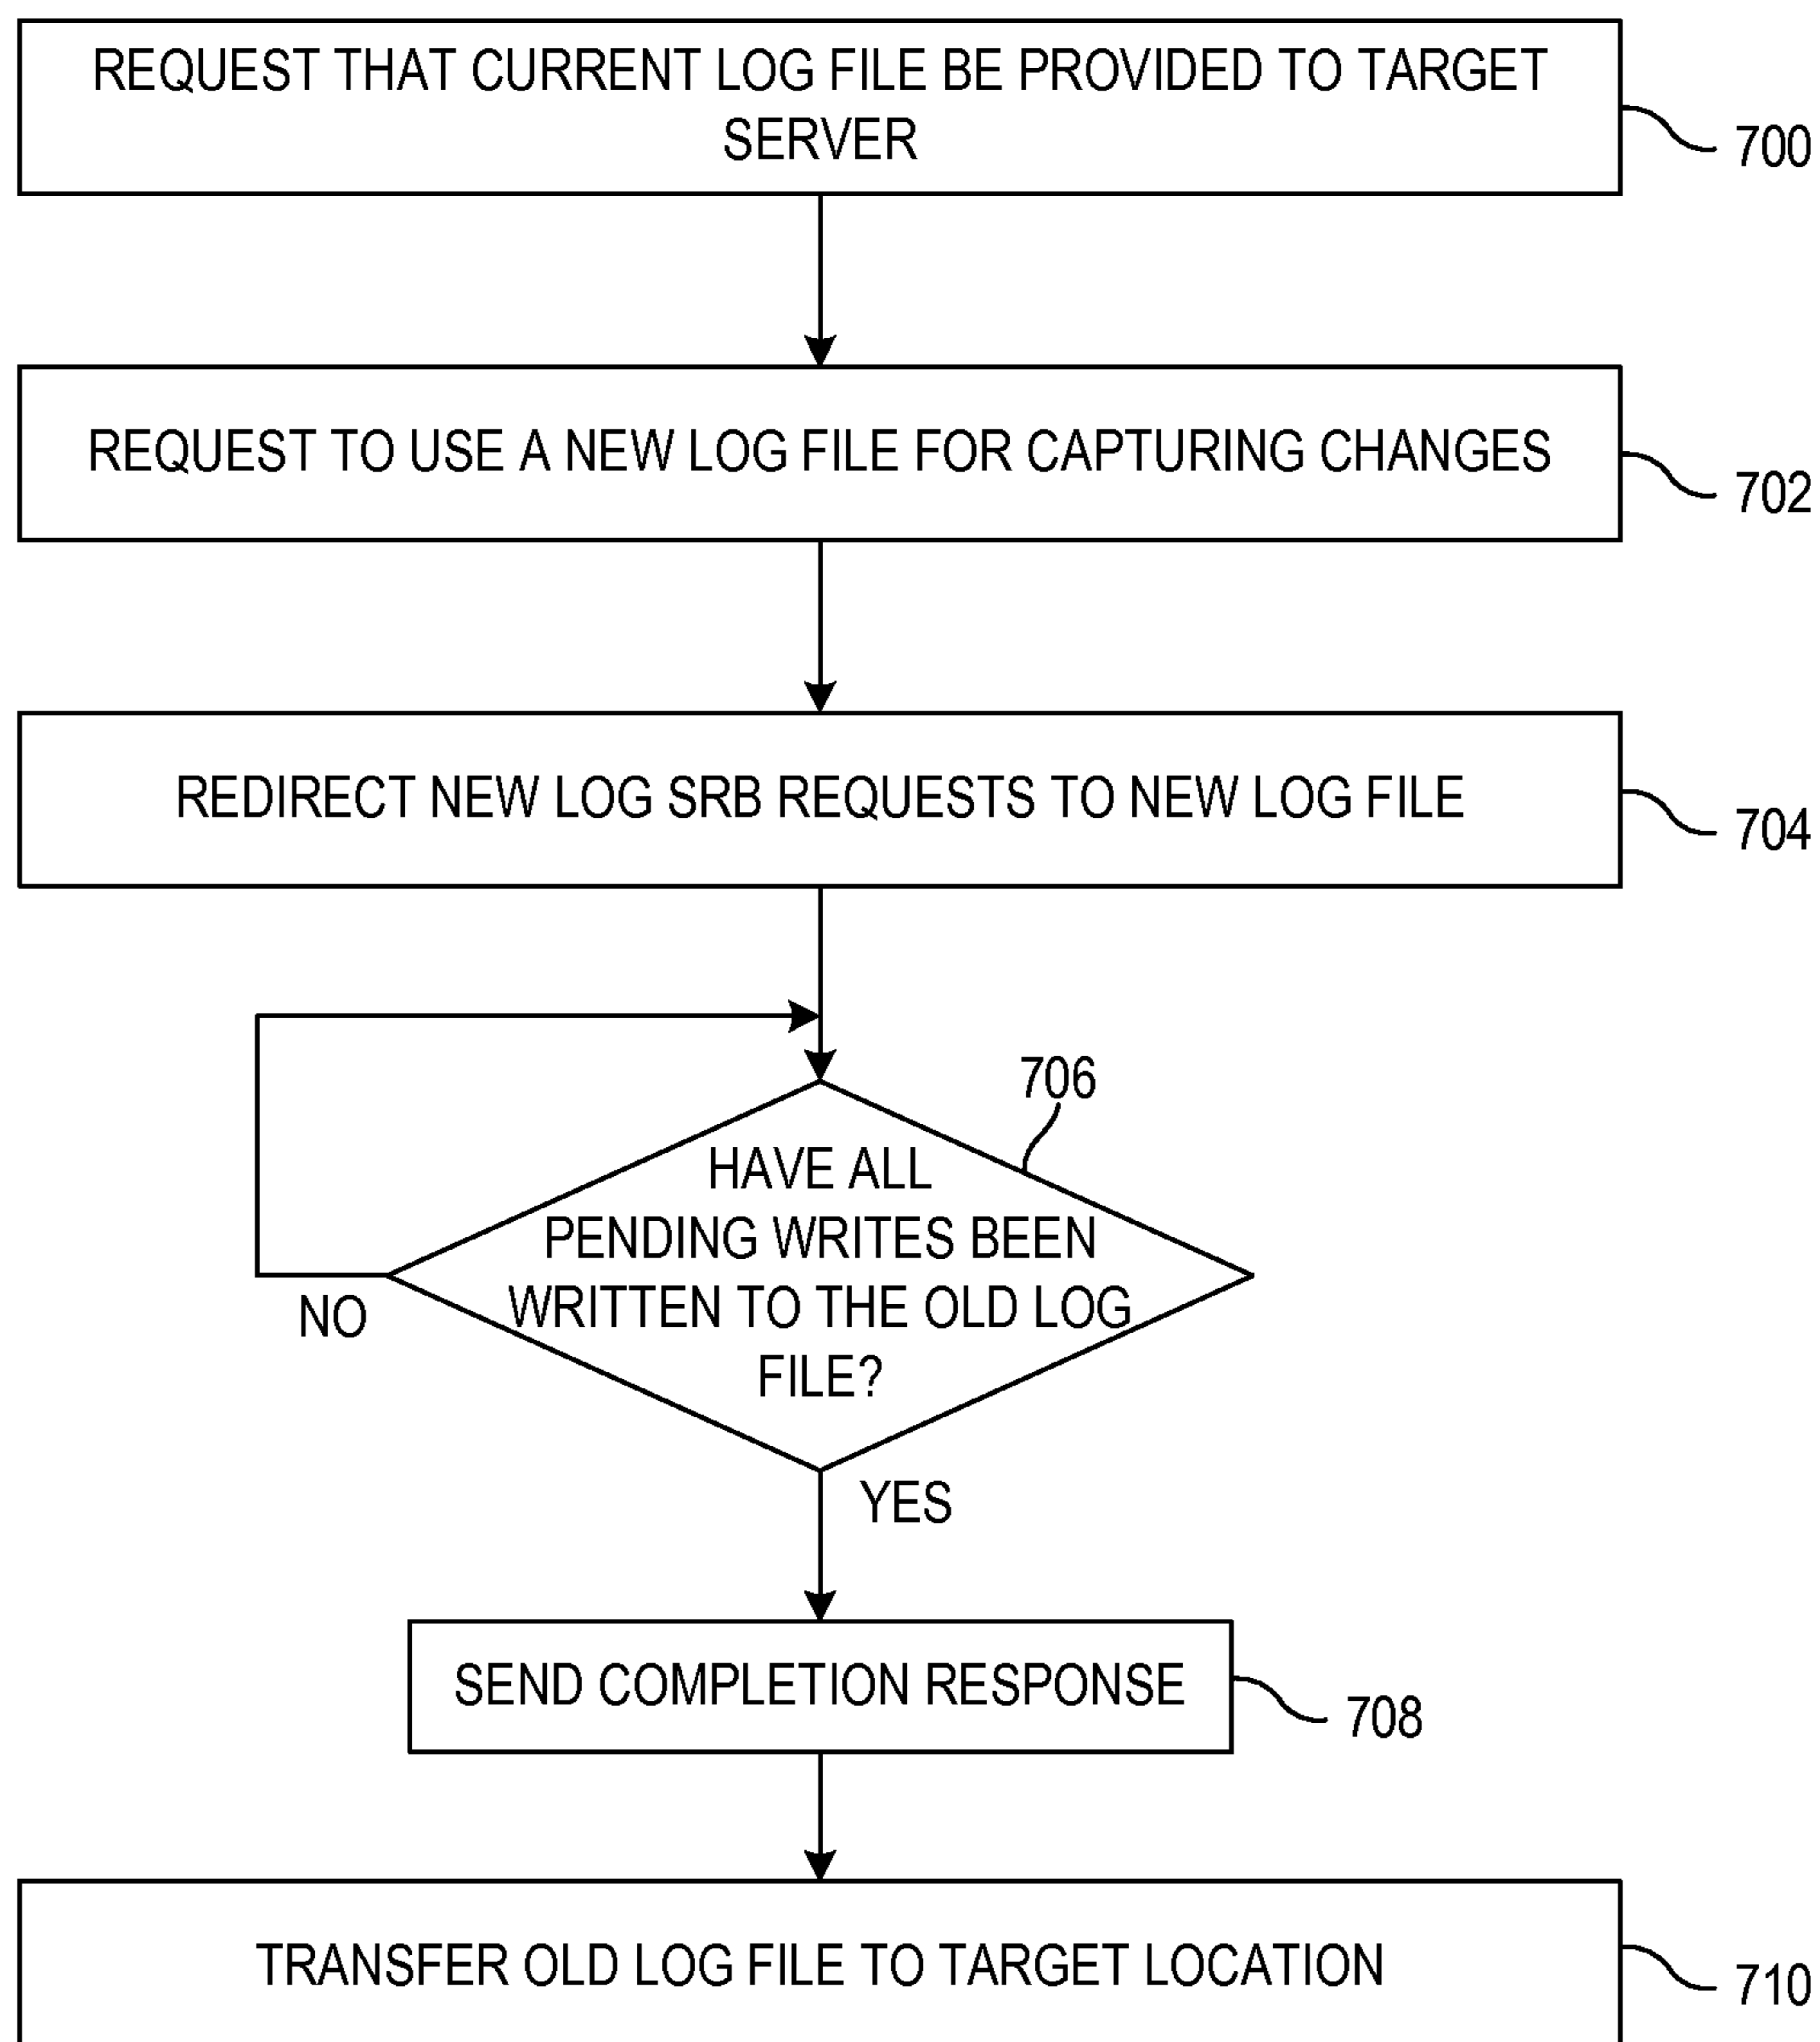 REQUEST THAT CURRENT LOG FILE BE PROVIDED TO TARGET
SERVER
700
REQUEST TO USE A NEW LOG FILE FOR CAPTURING CHANGES
702
REDIRECT NEW LOG SRB REQUESTS TO NEW LOG FILE
704
706
HAVE ALL
PENDING WRITES BEEN
WRITTEN TO THE OLD LOG
FILE?
NO
YES
SEND COMPLETION RESPONSE
708
TRANSFER OLD LOG FILE TO TARGET LOCATION
710